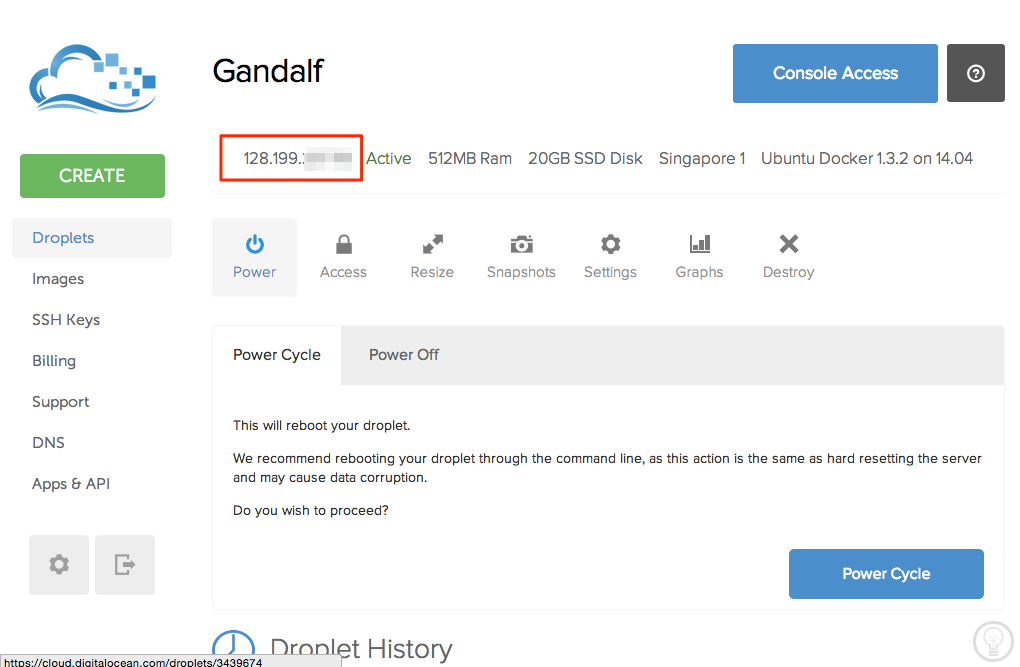 Gandalf
Console Access
128.199. Active 512MB Ram 20GB SSD Disk Singapore 1 Ubuntu Docker 1.3.2 on 14.04
CREATE
Droplets
Images
SSH Keys
Billing
Support
DNS
Apps & API
Power Access Resize Snapshots Settings Graphs Destroy
Power Cycle Power Off
This will reboot your droplet.
We recommend rebooting your droplet through the command line, as this action is the same as hard resetting the server
and may cause data corruption.
Do you wish to proceed?
Power Cycle
Droplet History
https://cloud.digitalocean.com/droplets/3439674